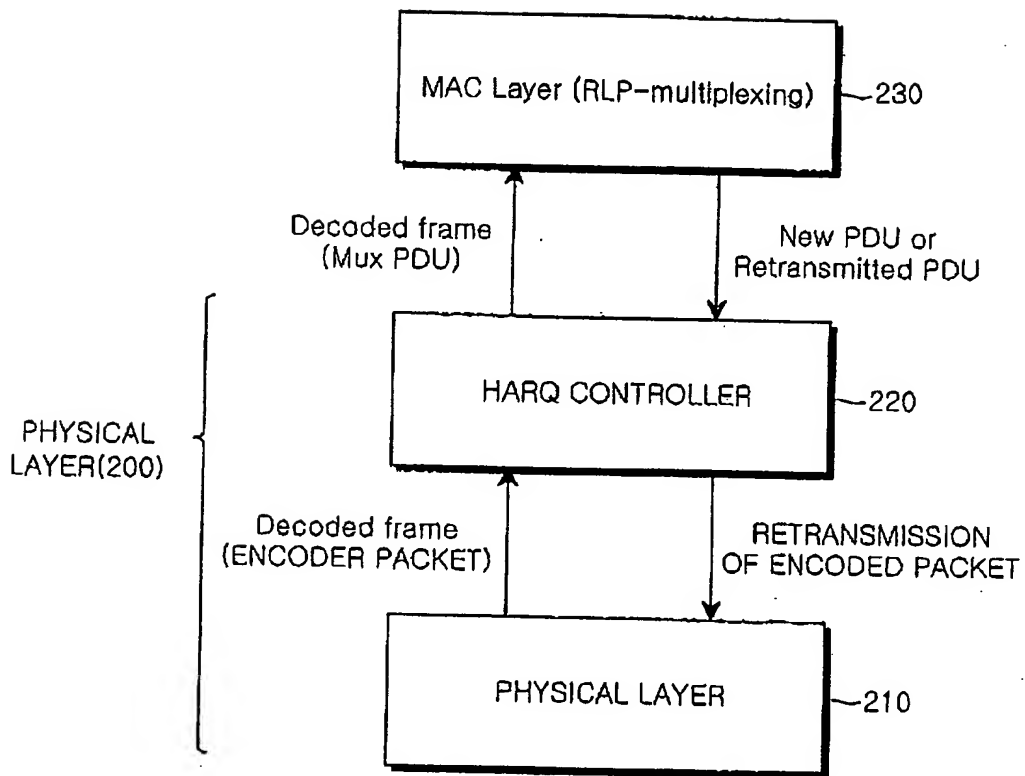 MAC Layer (RLP-multiplexing)
230
Decoded frame
(Mux PDU)
New PDU or
Retransmitted PDU
HARQ CONTROLLER
220
PHYSICAL
LAYER(200)
Decoded frame
(ENCODER PACKET)
RETRANSMISSION
OF ENCODED PACKET
PHYSICAL LAYER
210